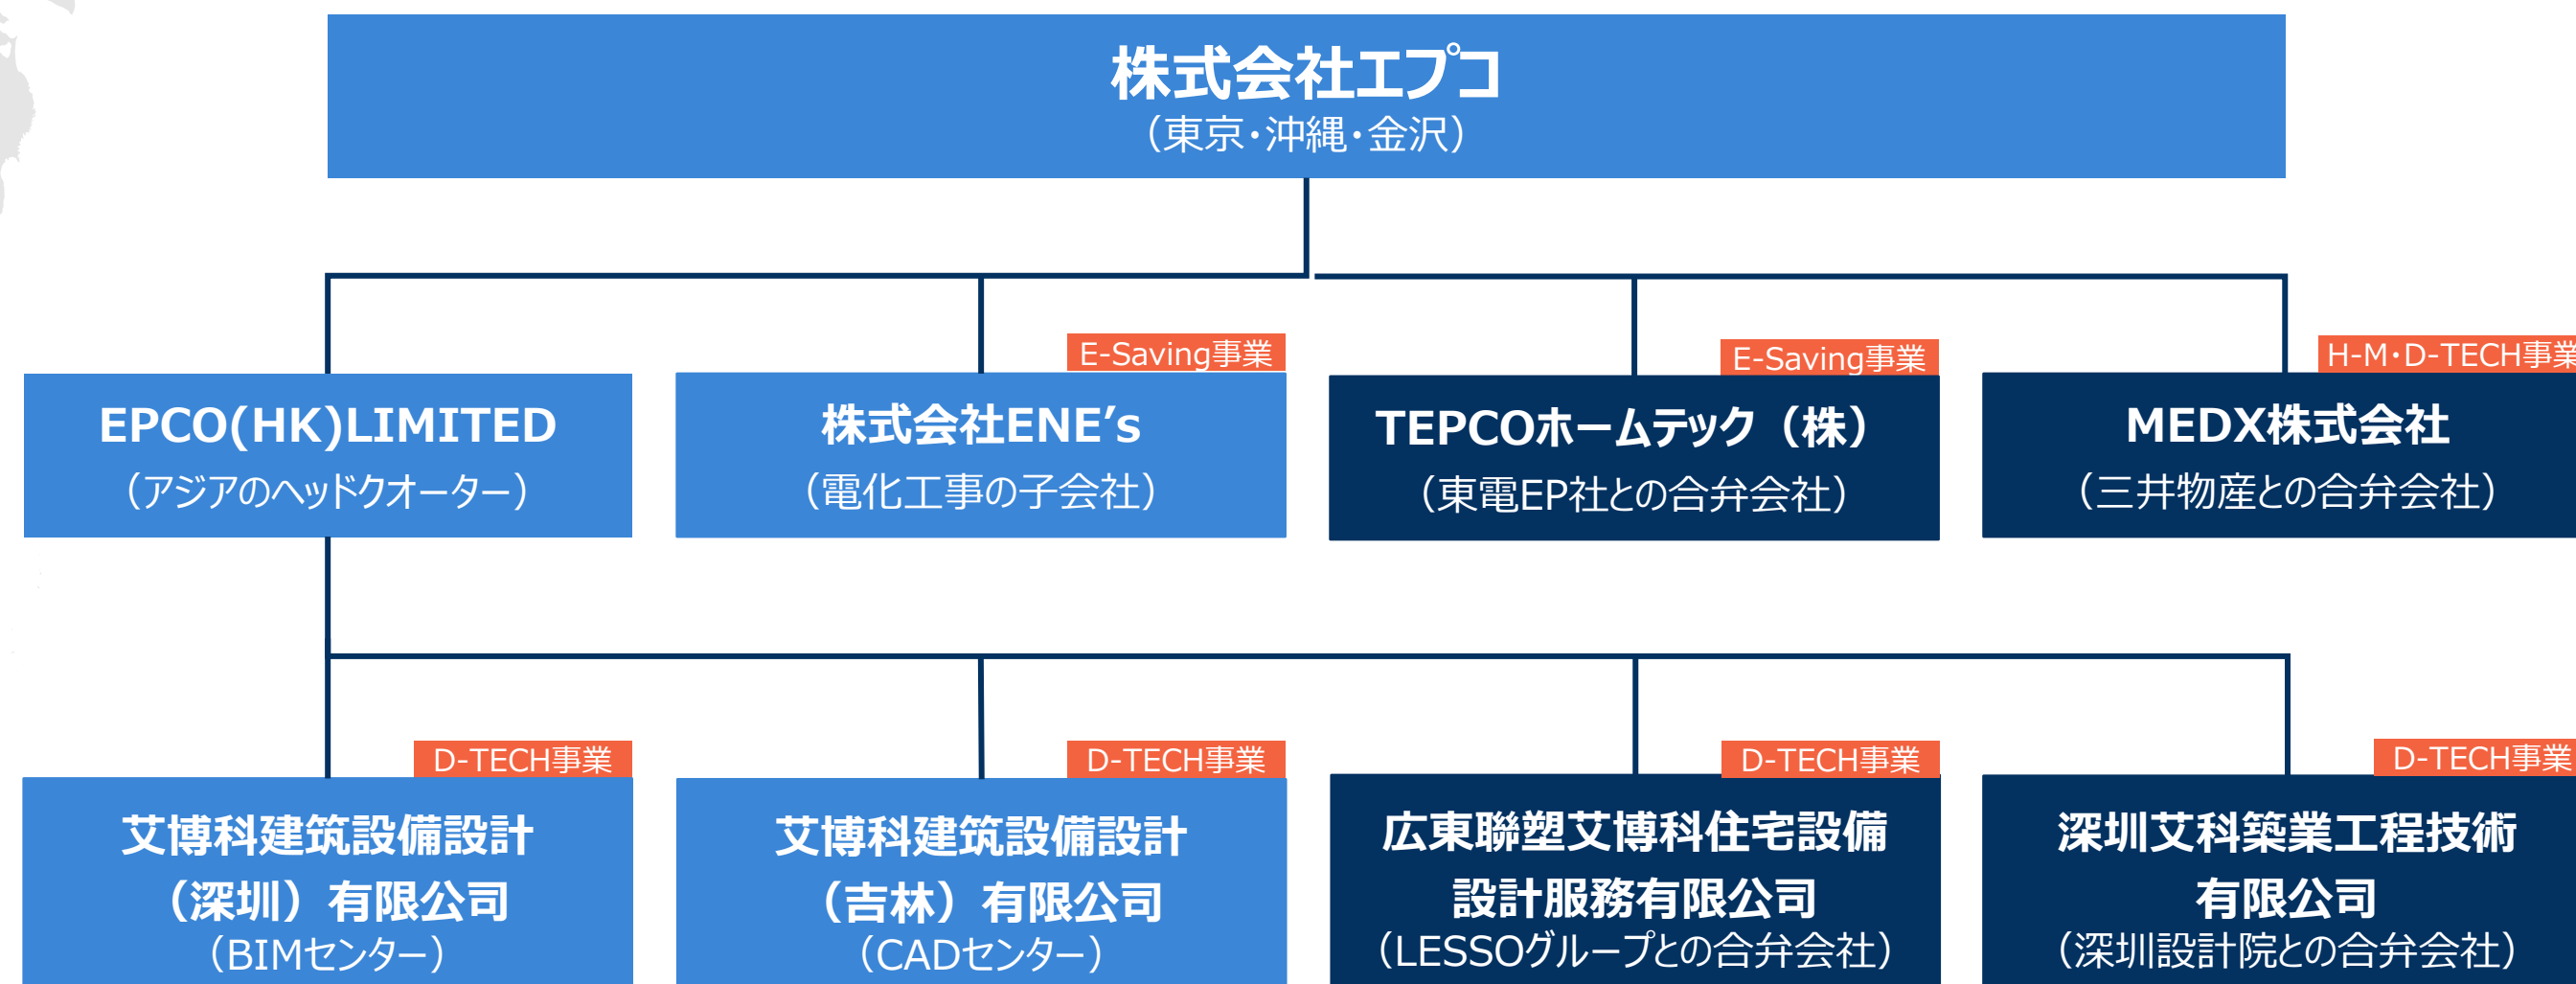 株式会社エプコ
（東京・沖縄・金沢）
E-Saving事業
E-Saving事業
H-M・D-TECH事業
EPCO(HK)LIMITED
（アジアのヘッドクオーター）
株式会社ENE’s
（電化工事の子会社）
TEPCOホームテック（株）
（東電EP社との合弁会社）
MEDX株式会社
（三井物産との合弁会社）
D-TECH事業
D-TECH事業
D-TECH事業
D-TECH事業
艾博科建筑設備設計
（深圳）有限公司
（BIMセンター）
艾博科建筑設備設計
（吉林）有限公司
（CADセンター）
広東聯塑艾博科住宅設備
設計服務有限公司
（LESSOグループとの合弁会社）
深圳艾科築業工程技術
有限公司
（深圳設計院との合弁会社）